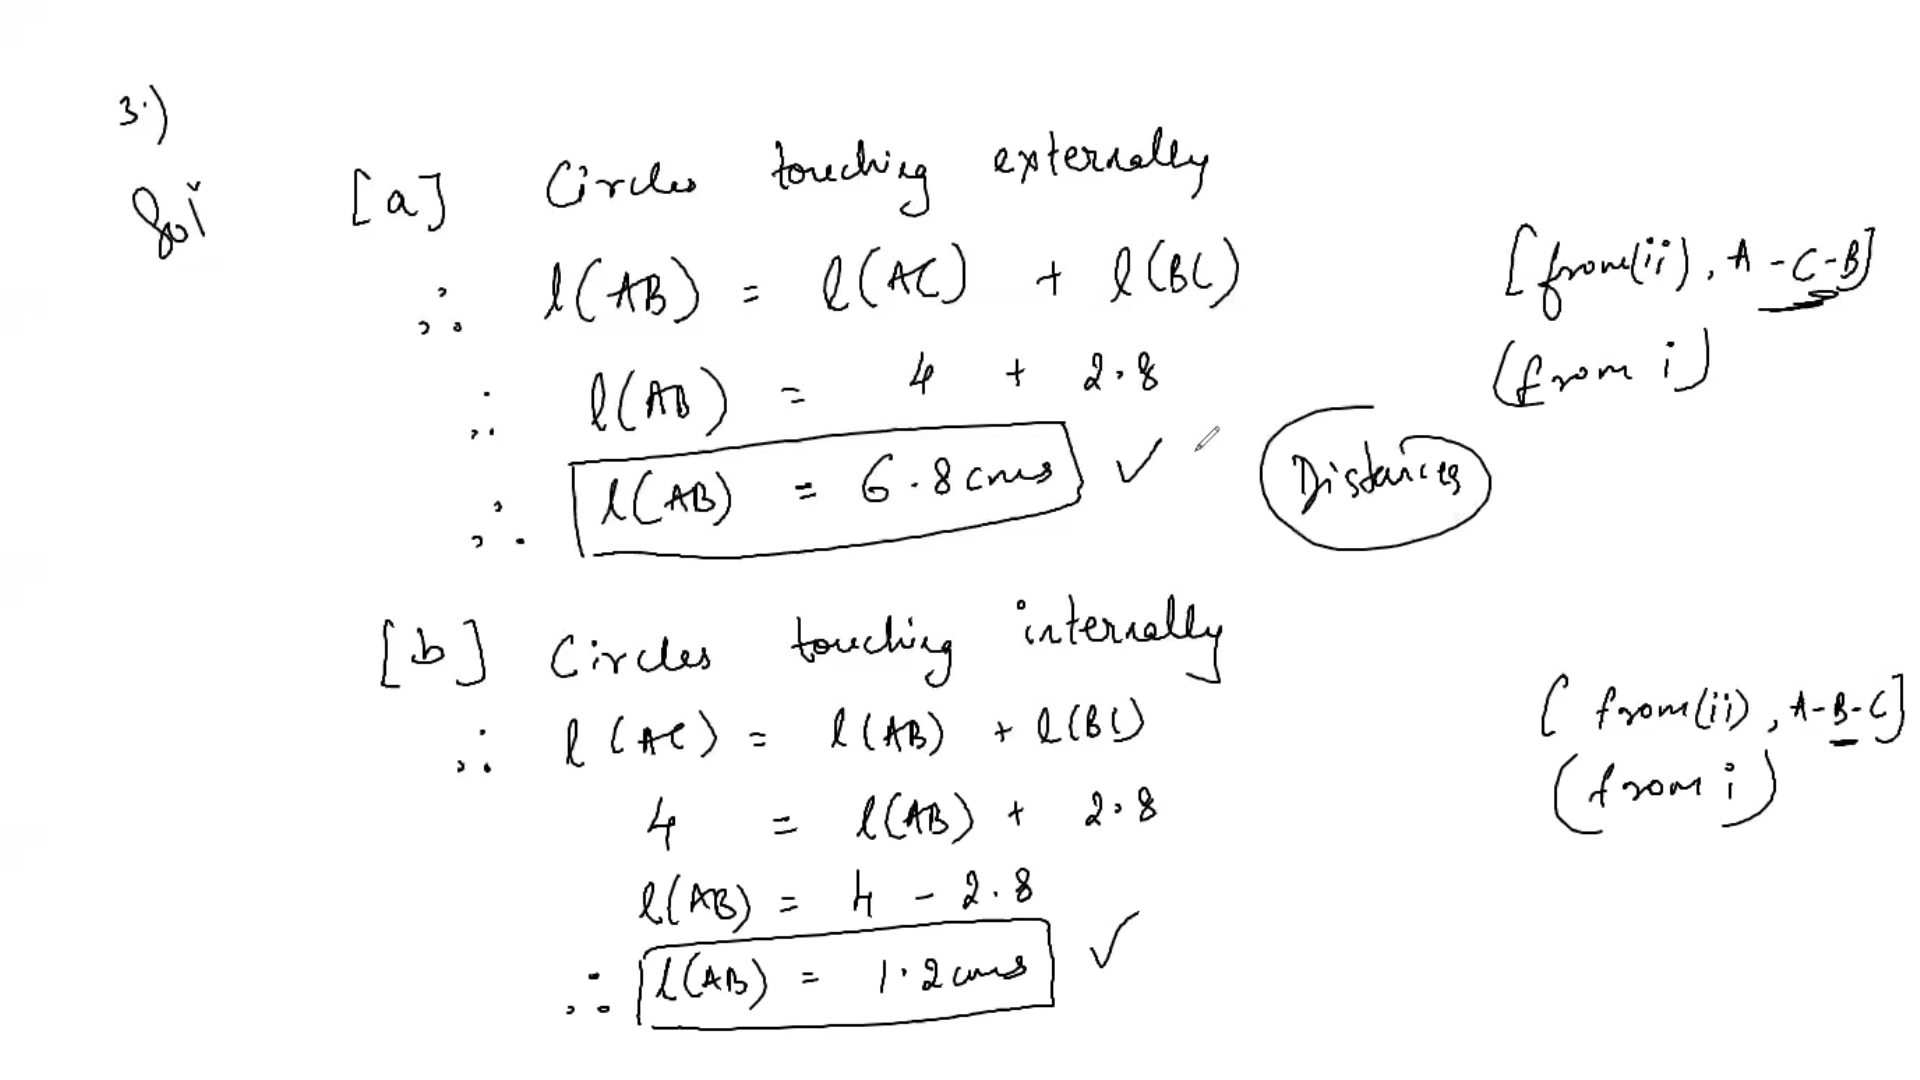 3.)
Sol
[a] Circles touching externally
∴ l(AB) = l(AC) + l(BC) [from(ii), A-C-B]
∴ l(AB) = 4 + 2.8 (from i)
∴ l(AB) = 6.8 cms ✓ Distances
[b] Circles touching internally
∴ l(AC) = l(AB) + l(BC) [from(ii), A-B-C]
4 = l(AB) + 2.8 (from i)
l(AB) = 4 - 2.8
∴ l(AB) = 1.2 cms ✓